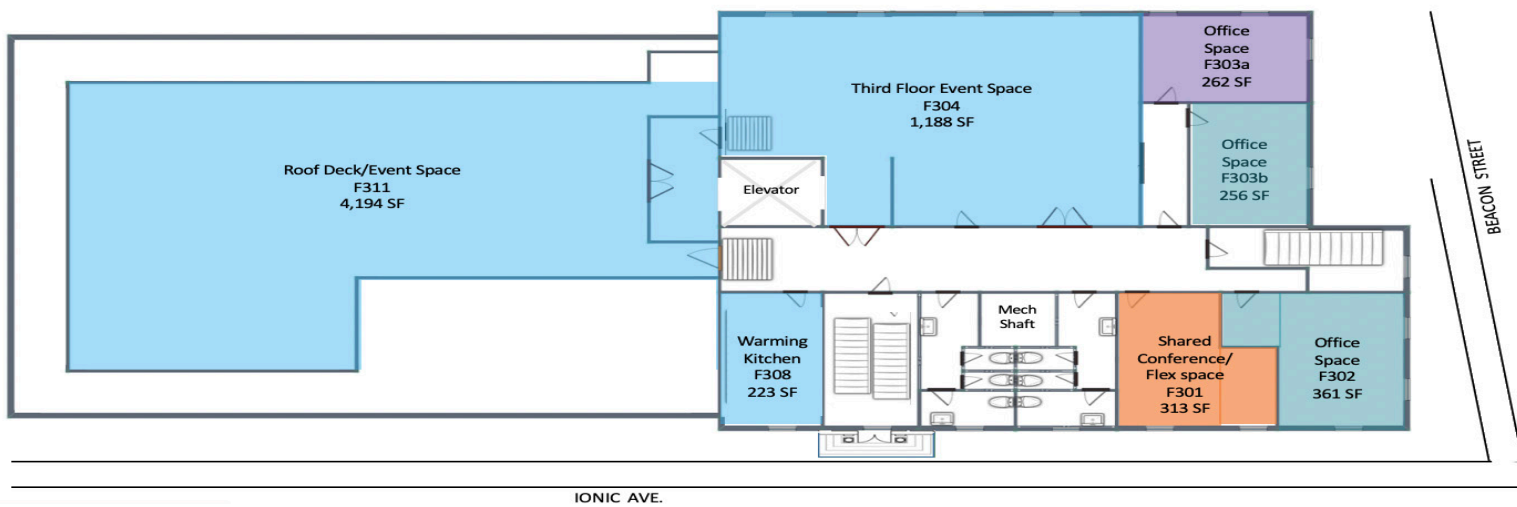 Office
Space
F303a
262 SF
Third Floor Event Space
F304
1,188 SF
Office
Space
F303b
256 SF
Roof Deck/Event Space
F311
4,194 SF
Elevator
BEACON STREET
Mech
Shaft
Warming
Kitchen
F308
223 SF
Shared
Conference/
Flex space
F301
313 SF
Office
Space
F302
361 SF
IONIC AVE.